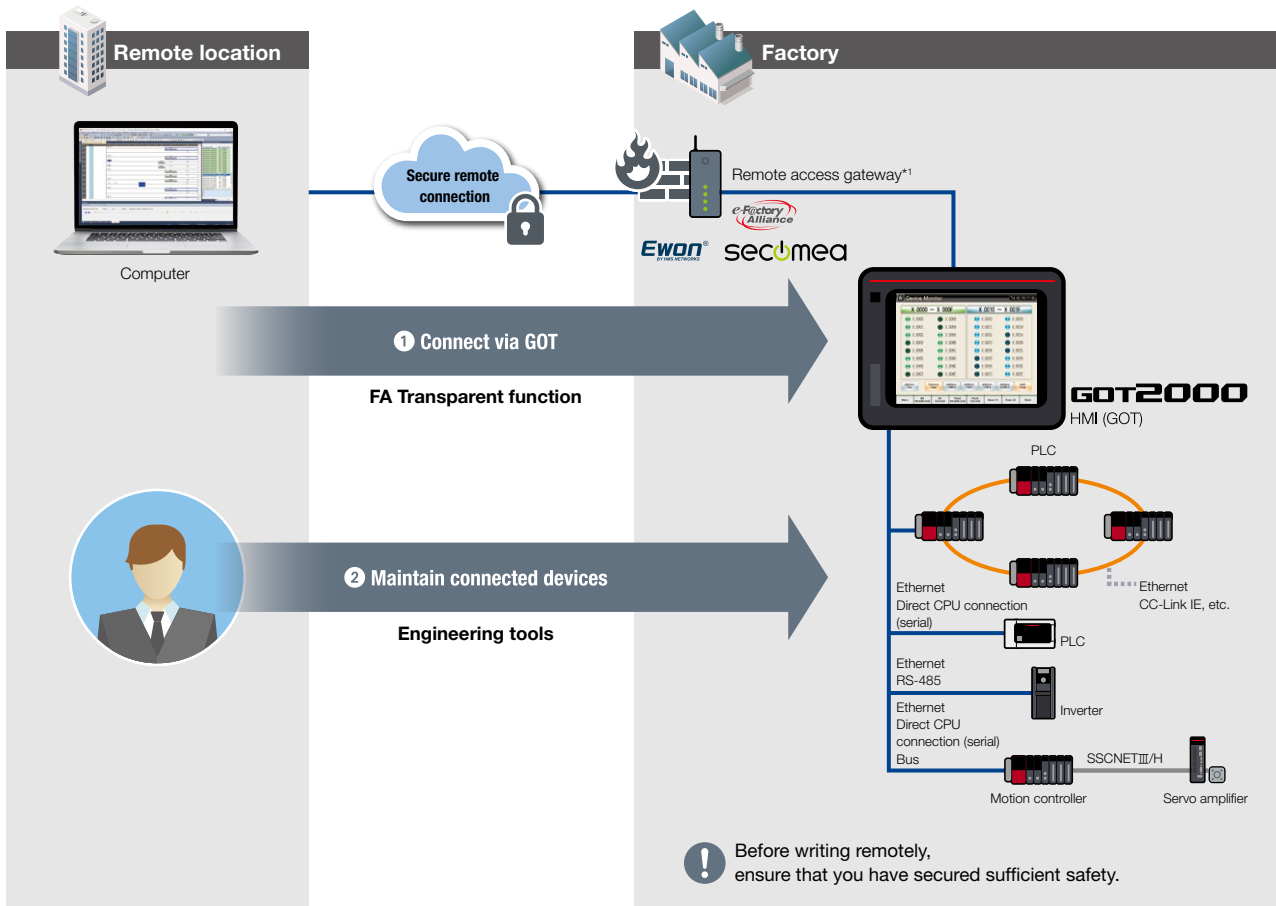 Remote location
Computer
Secure remote
connection
Factory
Remote access gateway*1
e-F@ctory
Alliance
Ewon®
BY HMS NETWORKS
secomea
1 Connect via GOT
FA Transparent function
Device Monitor
GOT2000
HMI (GOT)
2 Maintain connected devices
Engineering tools
PLC
Ethernet
CC-Link IE, etc.
Ethernet
Direct CPU connection
(serial)
PLC
Ethernet
RS-485
Inverter
Ethernet
Direct CPU
connection (serial)
Bus
SSCNETⅢ/H
Motion controller
Servo amplifier
Before writing remotely,
ensure that you have secured sufficient safety.